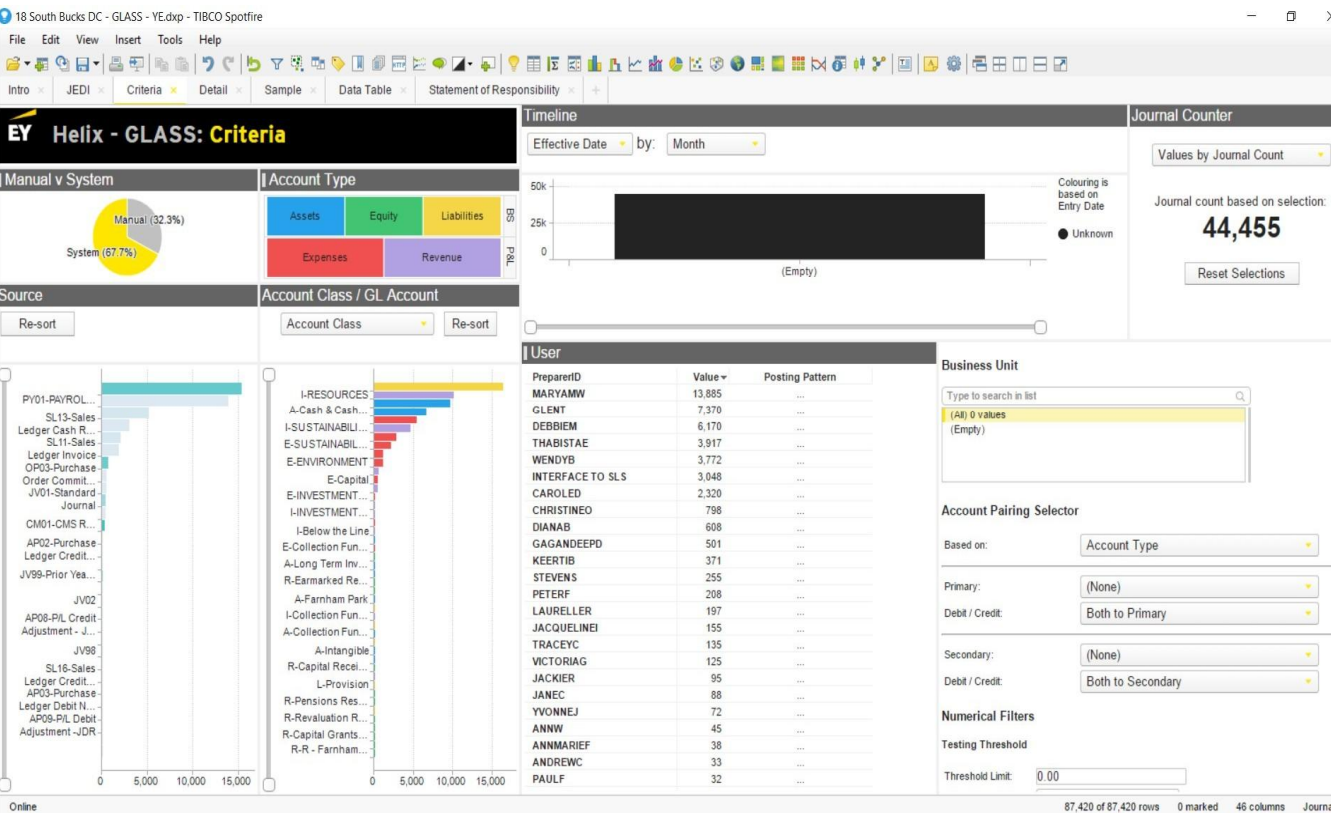 18 South Bucks DC - GLASS - YE.dxp - TIBCO Spotfire
File Edit View Insert Tools Help
Intro JEDI Criteria Detail Sample Data Table Statement of Responsibility
EY Helix - GLASS: Criteria
Manual v System
Manual (32.3%)
System (67.7%)
Account Type
Assets Equity Liabilities BS
Expenses Revenue P&L
Source
Re-sort
Account Class / GL Account
Account Class Re-sort
PY01-PAYROL...
SL13-Sales
Ledger Cash R...
SL11-Sales
Ledger Invoice
OP03-Purchase
Order Commit...
JV01-Standard
Journal
CM01-CMS R...
AP02-Purchase
Ledger Credit...
JV99-Prior Yea...
JV02
AP08-P/L Credit
Adjustment - J...
JV98
SL16-Sales
Ledger Credit...
AP03-Purchase
Ledger Debit N...
AP09-P/L Debit
Adjustment -JDR
0 5,000 10,000 15,000
I-RESOURCES
A-Cash & Cash...
I-SUSTAINABILI...
E-SUSTAINABIL...
E-ENVIRONMENT
E-Capital
E-INVESTMENT...
I-INVESTMENT...
I-Below the Line
E-Collection Fun...
A-Long Term Inv...
R-Earmarked Re...
A-Farnham Park
I-Collection Fun...
A-Collection Fun...
A-Intangible
R-Capital Recei...
L-Provision
R-Pensions Res...
R-Revaluation R...
R-Capital Grants...
R-R - Farnham...
0 5,000 10,000 15,000
Timeline
Effective Date by: Month
50k
25k
0
(Empty)
Colouring is
based on
Entry Date
Unknown
Journal Counter
Values by Journal Count
Journal count based on selection:
44,455
Reset Selections
User
PreparerID Value Posting Pattern
MARYAMW 13,885 ...
GLENT 7,370 ...
DEBBIEM 6,170 ...
THABISTAE 3,917 ...
WENDYB 3,772 ...
INTERFACE TO SLS 3,048 ...
CAROLED 2,320 ...
CHRISTINEO 798 ...
DIANAB 608 ...
GAGANDEEPD 501 ...
KEERTIB 371 ...
STEVENS 255 ...
PETERF 208 ...
LAURELLER 197 ...
JACQUELINEI 155 ...
TRACEYC 135 ...
VICTORIAG 125 ...
JACKIER 95 ...
JANEC 88 ...
YVONNEJ 72 ...
ANNW 45 ...
ANNMARIEF 38 ...
ANDREWC 33 ...
PAULF 32 ...
Business Unit
Type to search in list
(All) 0 values
(Empty)
Account Pairing Selector
Based on: Account Type
Primary: (None)
Debit / Credit: Both to Primary
Secondary: (None)
Debit / Credit: Both to Secondary
Numerical Filters
Testing Threshold
Threshold Limit: 0.00
Online 87,420 of 87,420 rows 0 marked 46 columns Journa